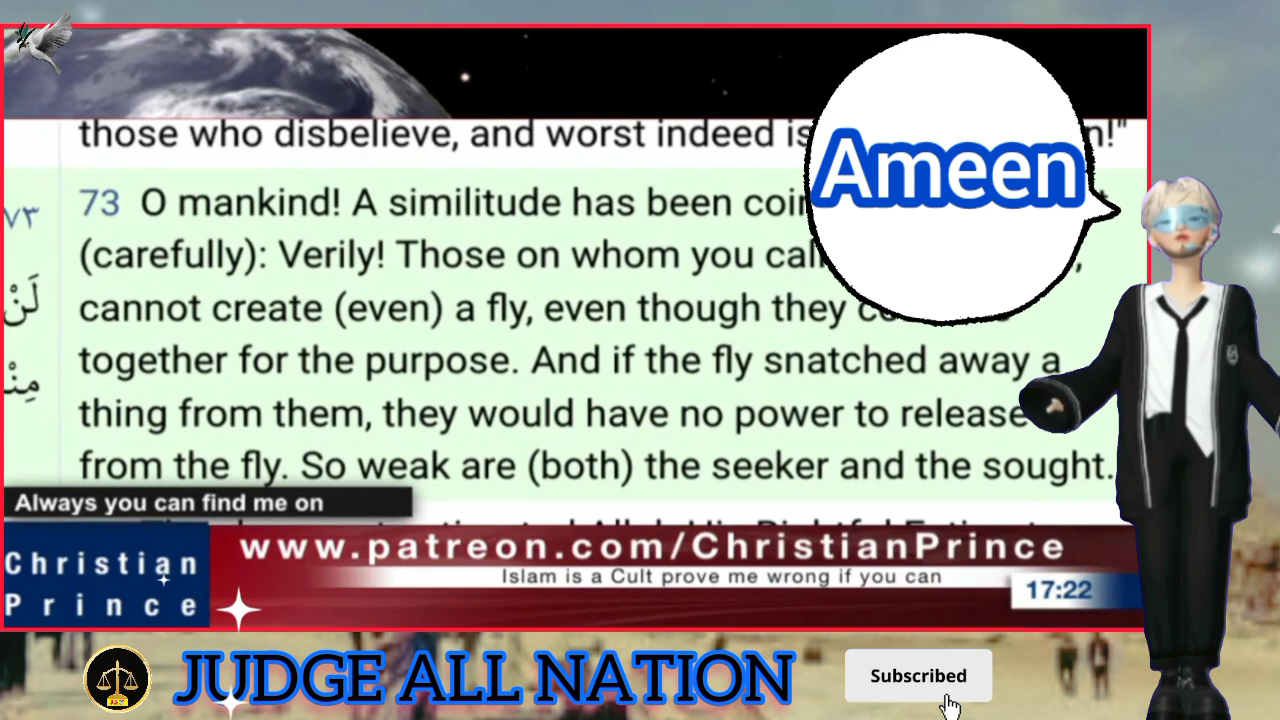 those who disbelieve, and worst indeed is n!"
Ameen
٧٣
73 O mankind! A similitude has been coin
(carefully): Verily! Those on whom you call ,
لَنْ
cannot create (even) a fly, even though they co
together for the purpose. And if the fly snatched away a
مِنْ
thing from them, they would have no power to release
from the fly. So weak are (both) the seeker and the sought.
Always you can find me on
Christian
Prince
www.patreon.com/ChristianPrince
Islam is a Cult prove me wrong if you can
17:22
JUDGE ALL NATION
Subscribed